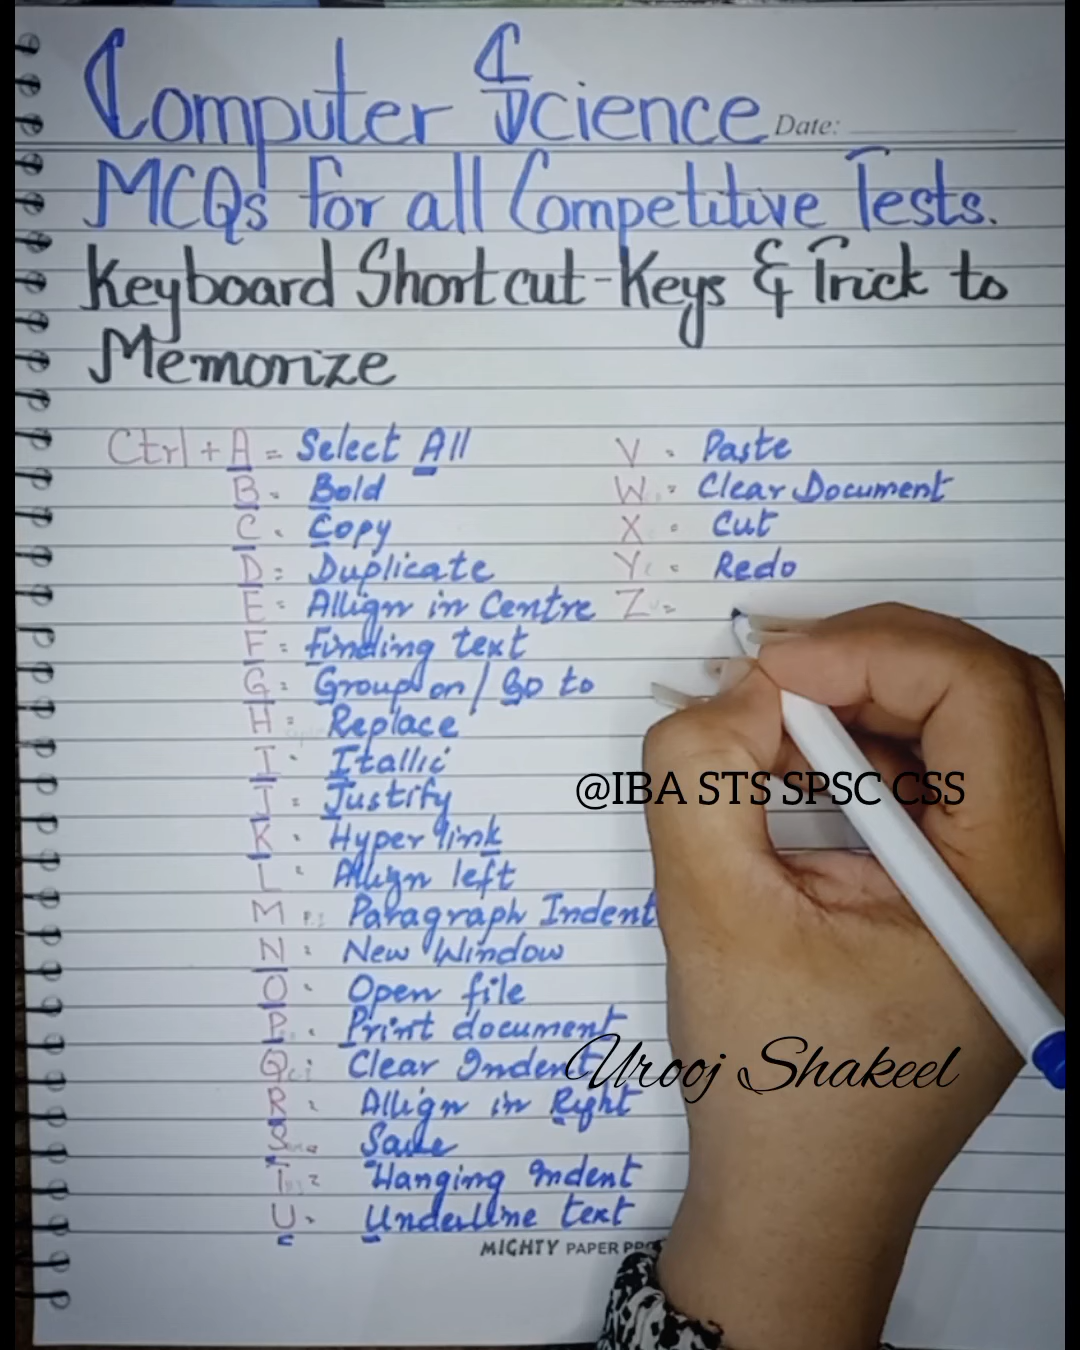 Computer Science
Date:
MCQs For all Competitive Tests.
Keyboard Short cut-Keys & Trick to
Memorize
Ctrl + A = Select All
B = Bold
C = Copy
D = Duplicate
E = Allign in Centre
F = Finding text
G = Group on / Go to
H = Replace
I = Itallic
J = Justify
K = Hyper link
L = Allign left
M = Paragraph Indent
N = New Window
O = Open file
P = Print document
Q = Clear Indent
R = Allign in Right
S = Save
T = Hanging Indent
U = Underline text
V = Paste
W = Clear Document
X = Cut
Y = Redo
Z =
@IBA STS SPSC CSS
Urooj Shakeel
MIGHTY PAPER